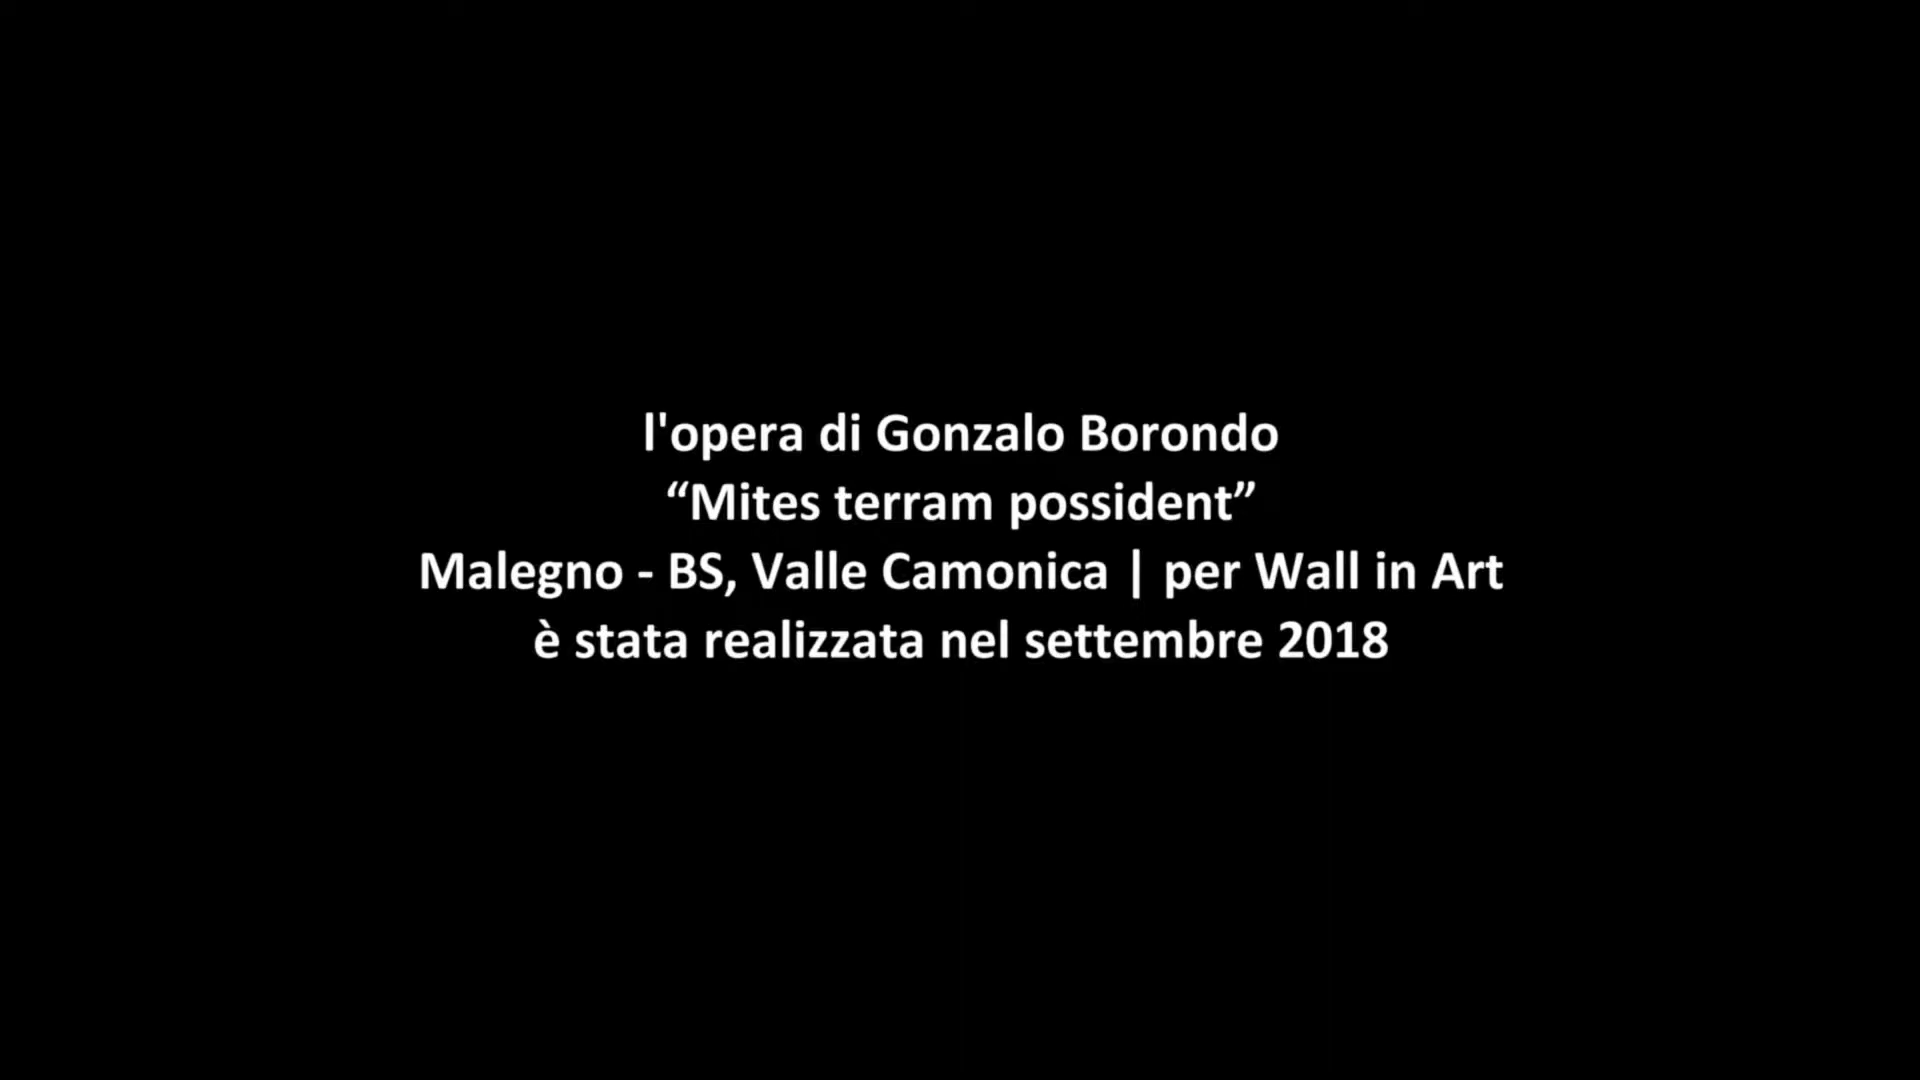 l'opera di Gonzalo Borondo
“Mites terram possident”
Malegno - BS, Valle Camonica | per Wall in Art
è stata realizzata nel settembre 2018